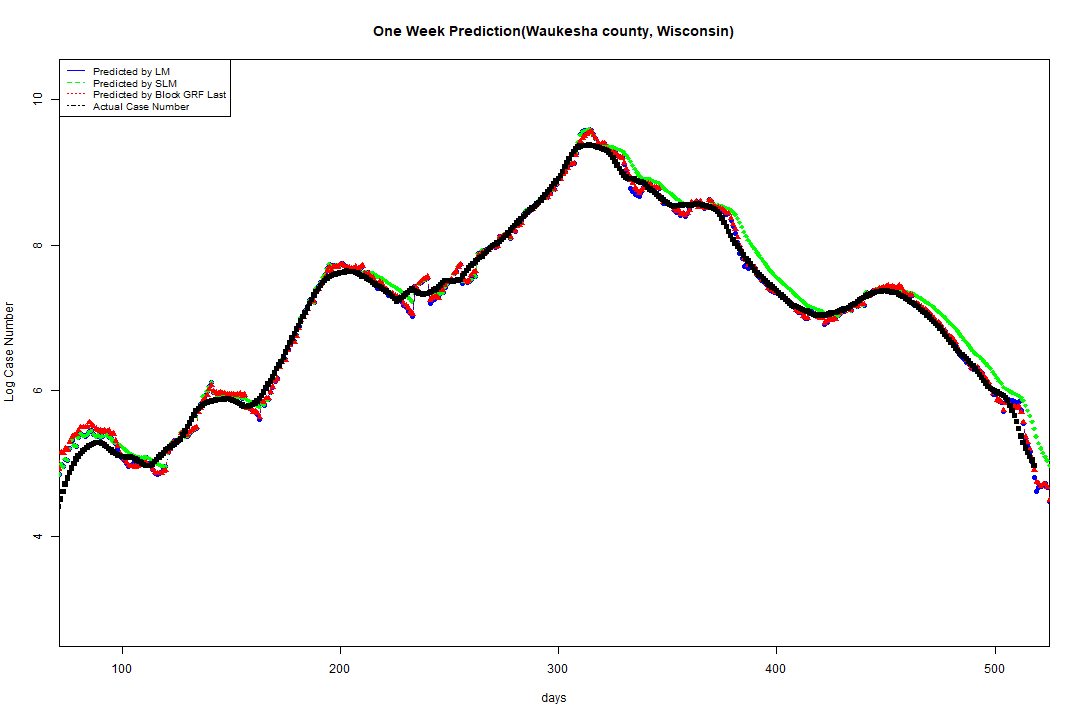 One Week Prediction(Waukesha county, Wisconsin)
Predicted by LM
Predicted by SLM
Predicted by Block GRF Last
Actual Case Number
10
8
6
4
Log Case Number
100 200 300 400 500
days